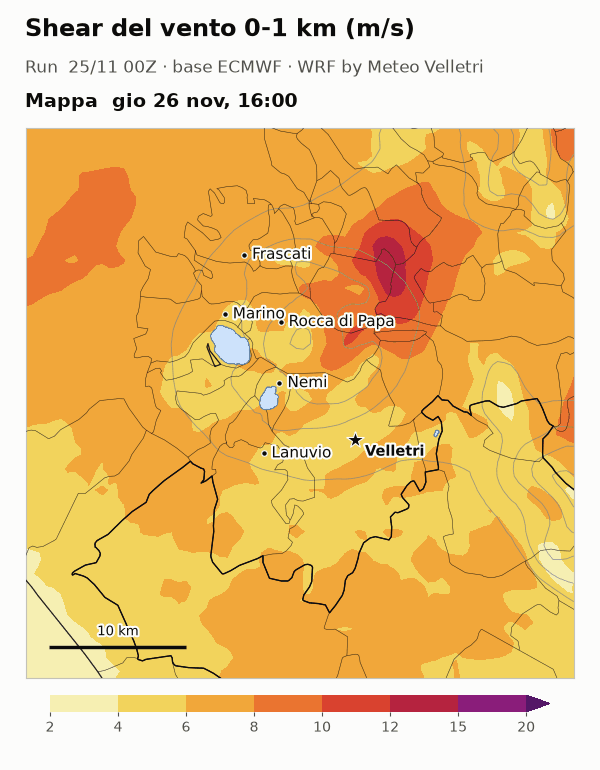 Shear del vento 0-1 km (m/s)
Run  25/11 00Z · base ECMWF · WRF by Meteo Velletri
Mappa  gio 26 nov, 16:00
Frascati
Marino
Rocca di Papa
Nemi
Velletri
Lanuvio
10 km
2 4 6 8 10 12 15 20